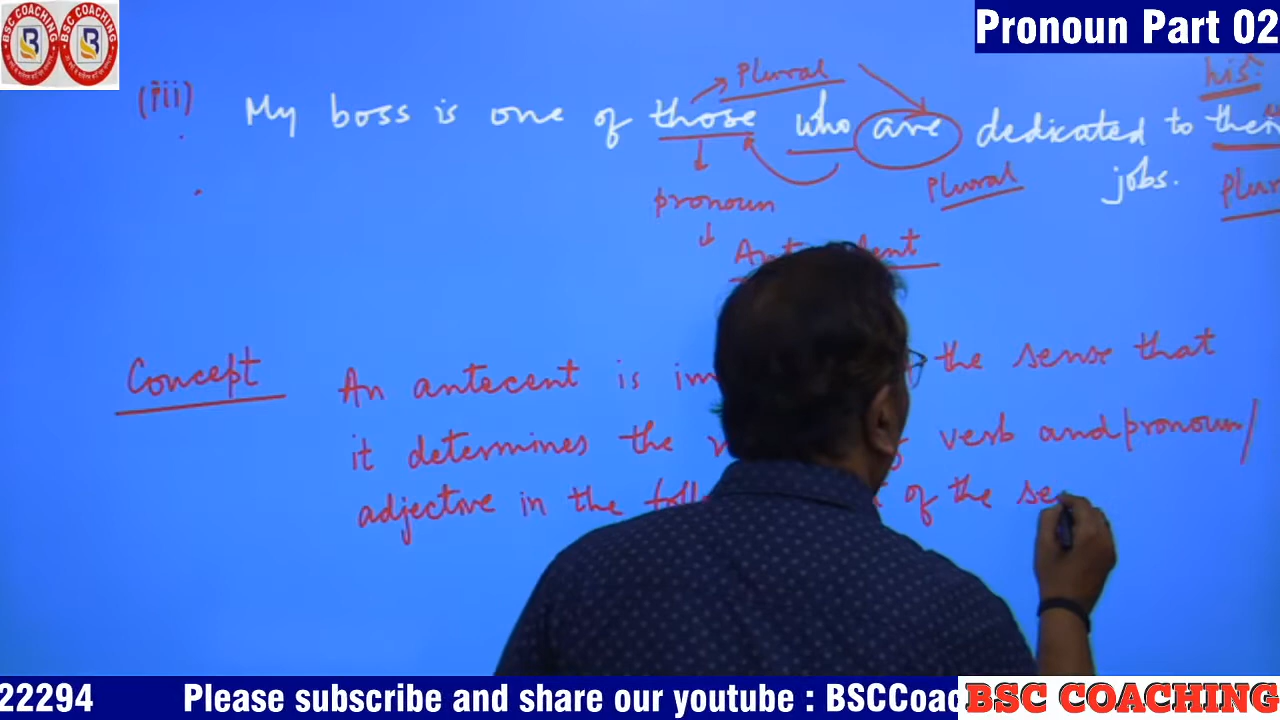 BSC COACHING
BSC COACHING
Pronoun Part 02
his
Plural
(iii) My boss is one of those who are dedicated to
jobs.
Plural
pronoun
An antecent is the sense that
Concept
it determines the verb and pronoun/
adjective in the of the
22294 Please subscribe and share our youtube :
BSC COACHING